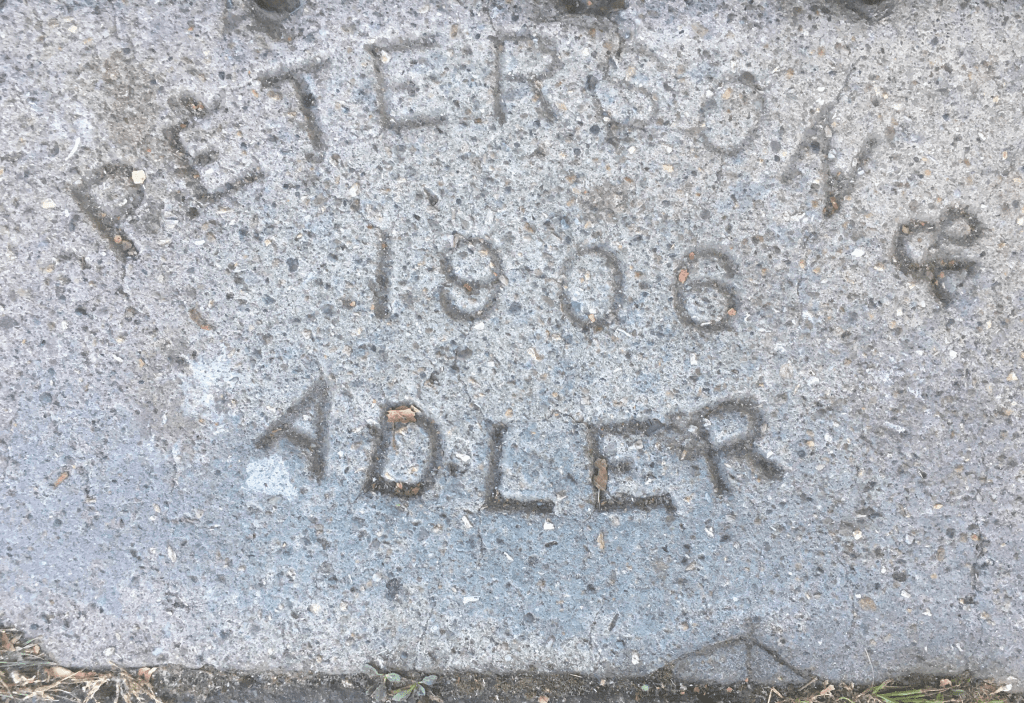 PETERSON &
1906
ADLER